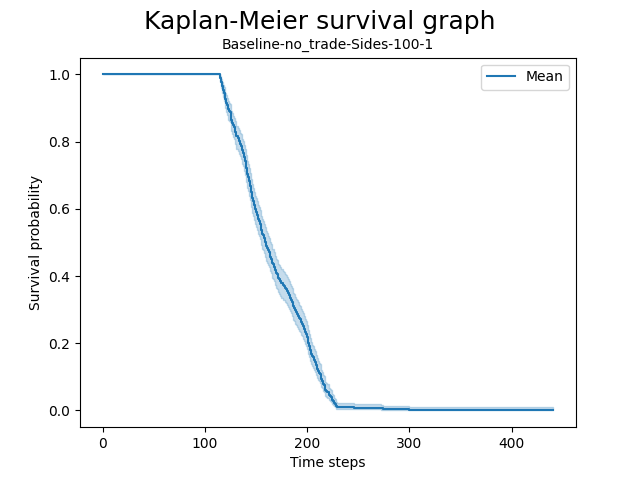 Kaplan-Meier survival graph
Baseline-no_trade-Sides-100-1
Mean
Survival probability
1.0
0.8
0.6
0.4
0.2
0.0
0 100 200 300 400
Time steps